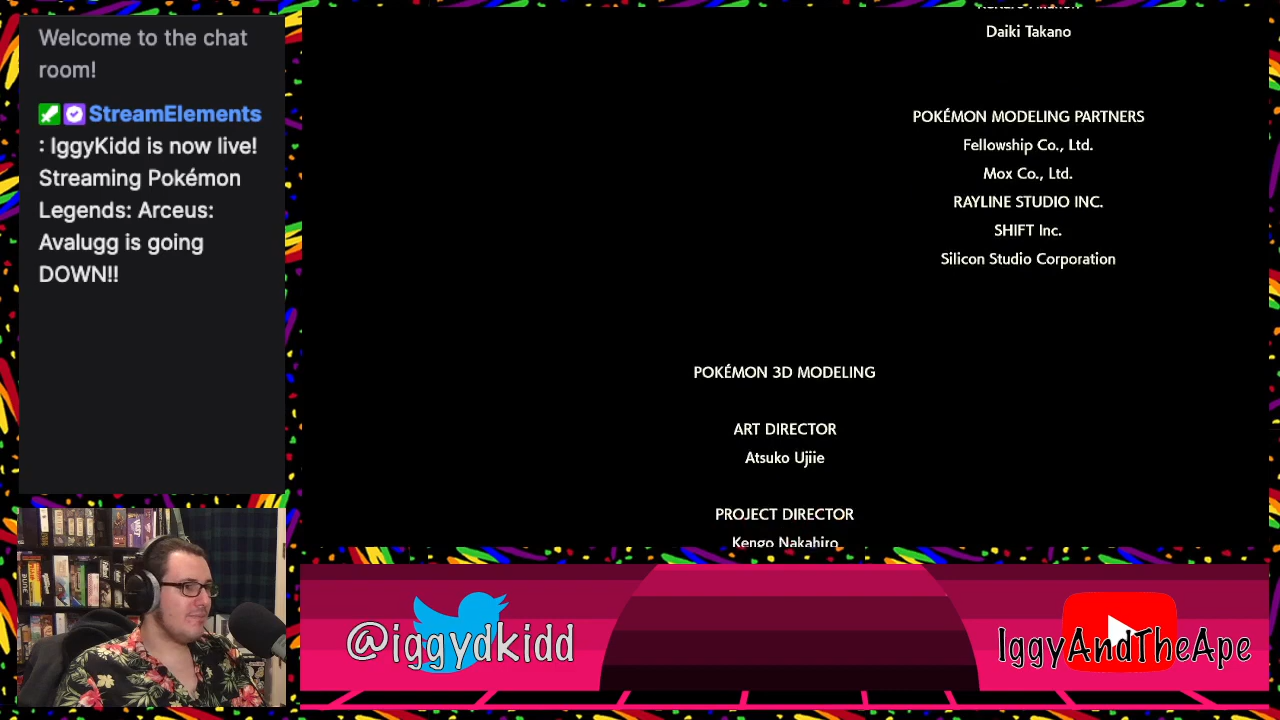 Welcome to the chat
room!
StreamElements
: IggyKidd is now live!
Streaming Pokémon
Legends: Arceus:
Avalugg is going
DOWN!!
Daiki Takano
POKÉMON MODELING PARTNERS
Fellowship Co., Ltd.
Mox Co., Ltd.
RAYLINE STUDIO INC.
SHIFT Inc.
Silicon Studio Corporation
POKÉMON 3D MODELING
ART DIRECTOR
Atsuko Ujiie
PROJECT DIRECTOR
Kengo Nakahiro
@iggydkidd
IggyAndTheApe